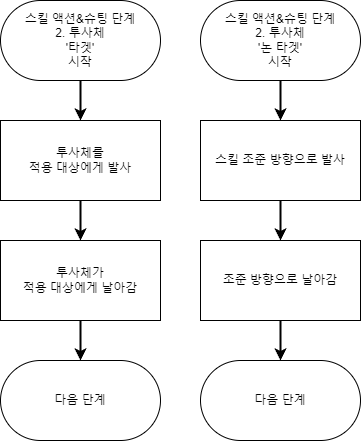 스킬 액션&슈팅 단계
2. 투사체
'타겟'
시작
투사체를
적용 대상에게 발사
투사체가
적용 대상에게 날아감
다음 단계
스킬 액션&슈팅 단계
2. 투사체
'논 타겟'
시작
스킬 조준 방향으로 발사
조준 방향으로 날아감
다음 단계